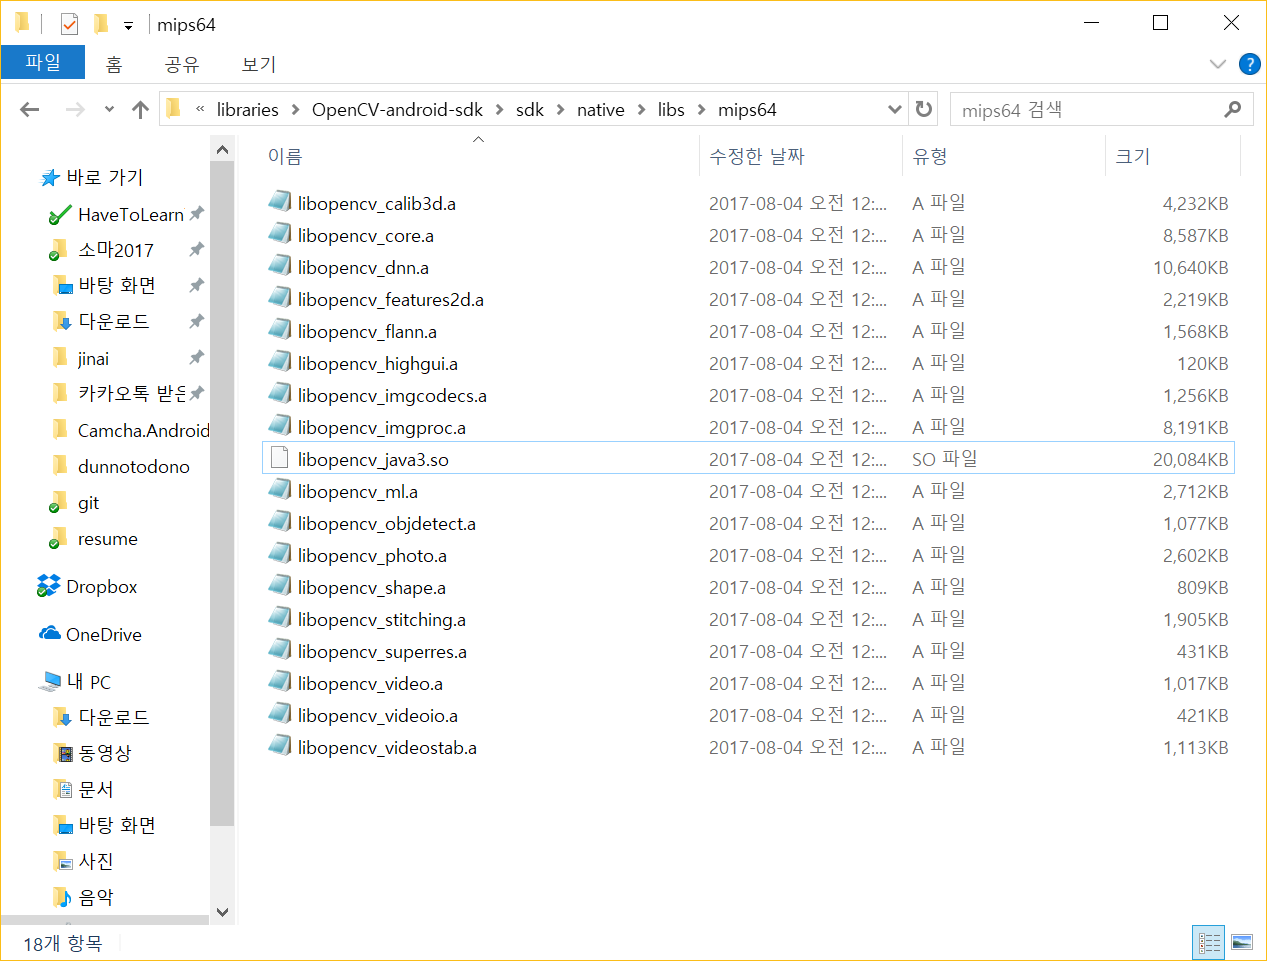 mips64
파일 홈 공유 보기
« libraries > OpenCV-android-sdk > sdk > native > libs > mips64
mips64 검색
바로 가기
HaveToLearn
소마2017
바탕 화면
다운로드
jinai
카카오톡 받은
Camcha.Android
dunnotodono
git
resume
Dropbox
OneDrive
내 PC
다운로드
동영상
문서
바탕 화면
사진
음악
이름 수정한 날짜 유형 크기
libopencv_calib3d.a 2017-08-04 오전 12:... A 파일 4,232KB
libopencv_core.a 2017-08-04 오전 12:... A 파일 8,587KB
libopencv_dnn.a 2017-08-04 오전 12:... A 파일 10,640KB
libopencv_features2d.a 2017-08-04 오전 12:... A 파일 2,219KB
libopencv_flann.a 2017-08-04 오전 12:... A 파일 1,568KB
libopencv_highgui.a 2017-08-04 오전 12:... A 파일 120KB
libopencv_imgcodecs.a 2017-08-04 오전 12:... A 파일 1,256KB
libopencv_imgproc.a 2017-08-04 오전 12:... A 파일 8,191KB
libopencv_java3.so 2017-08-04 오전 12:... SO 파일 20,084KB
libopencv_ml.a 2017-08-04 오전 12:... A 파일 2,712KB
libopencv_objdetect.a 2017-08-04 오전 12:... A 파일 1,077KB
libopencv_photo.a 2017-08-04 오전 12:... A 파일 2,602KB
libopencv_shape.a 2017-08-04 오전 12:... A 파일 809KB
libopencv_stitching.a 2017-08-04 오전 12:... A 파일 1,905KB
libopencv_superres.a 2017-08-04 오전 12:... A 파일 431KB
libopencv_video.a 2017-08-04 오전 12:... A 파일 1,017KB
libopencv_videoio.a 2017-08-04 오전 12:... A 파일 421KB
libopencv_videostab.a 2017-08-04 오전 12:... A 파일 1,113KB
18개 항목